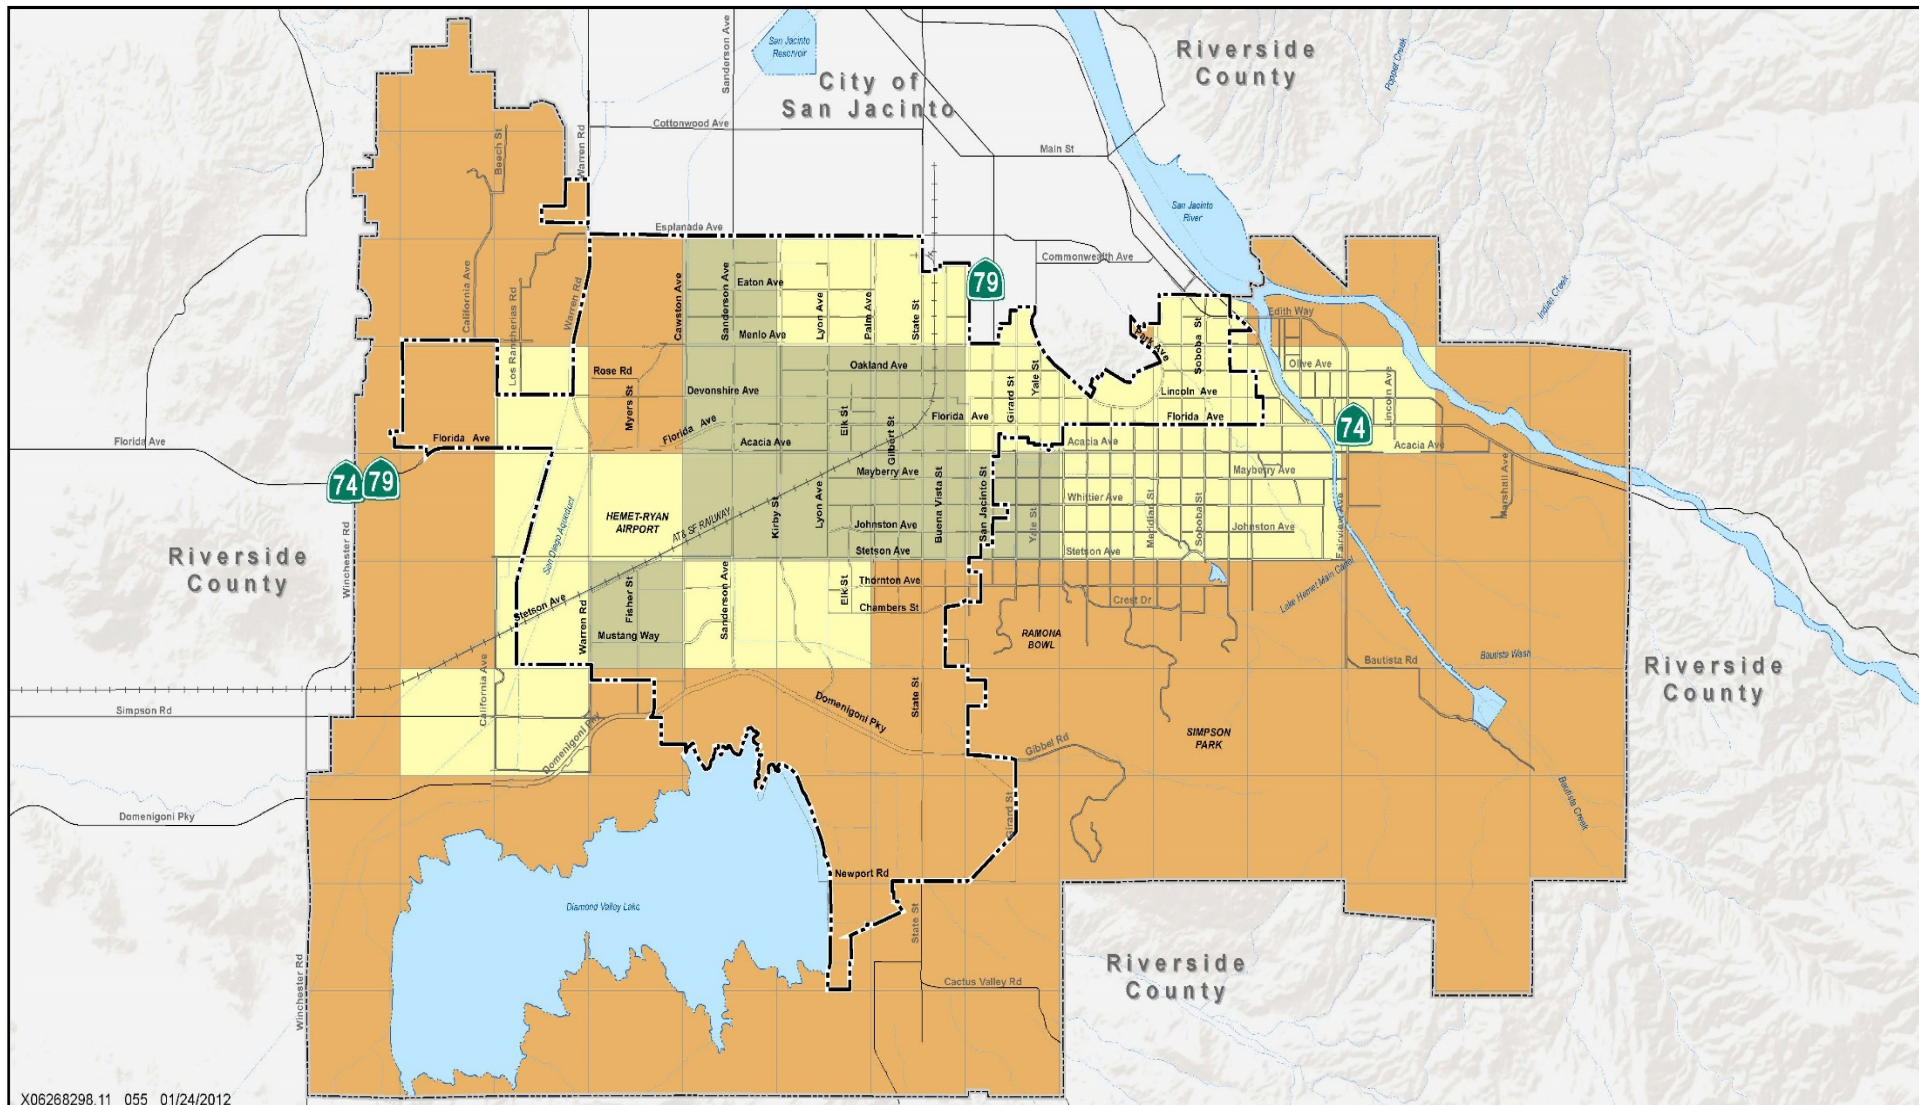 San Jacinto
Reservoir
Sanderson Ave
City of
San Jacinto
Riverside
County
Poppet Creek
Cottonwood Ave
Warren Rd
Beech St
Main St
San Jacinto
River
Esplanade Ave
Commonwealth Ave
79
Indian Creek
California Ave
Los Rancherias Rd
Warren Rd
Cawston Ave
Sanderson Ave
Eaton Ave
Menlo Ave
Lyon Ave
Palm Ave
State St
Park Ave
Soboba St
Edith Way
Rose Rd
Oakland Ave
Olive Ave
Devonshire Ave
Myers St
Girard St
Yale St
Lincoln Ave
Lincoln Ave
Florida Ave
Florida Ave
Florida Ave
Florida Ave
Florida Ave
Elk St
Gilbert St
Acacia Ave
Acacia Ave
Acacia Ave
74
74
79
Mayberry Ave
Mayberry Ave
Marshall Ave
Winchester Rd
San Diego Aqueduct
HEMET-RYAN
AIRPORT
AT& SF RAILWAY
Kirby St
Lyon Ave
Buena Vista St
San Jacinto St
Yale St
Whittier Ave
Meridian St
Soboba St
Johnston Ave
Johnston Ave
Fairview Ave
Stetson Ave
Stetson Ave
Riverside
County
Stetson Ave
Warren Rd
Fisher St
Sanderson Ave
Elk St
Thornton Ave
Chambers St
Crest Dr
Lake Hemet Main Canal
Mustang Way
RAMONA
BOWL
Bautista Rd
Bautista Wash
Riverside
County
California Ave
Simpson Rd
Domenigoni Pky
Domenigoni Pky
State St
SIMPSON
PARK
Gibbel Rd
Girard St
Bautista Creek
Domenigoni Pky
Newport Rd
Diamond Valley Lake
State St
Winchester Rd
Cactus Valley Rd
Riverside
County
X06268298.11 055 01/24/2012